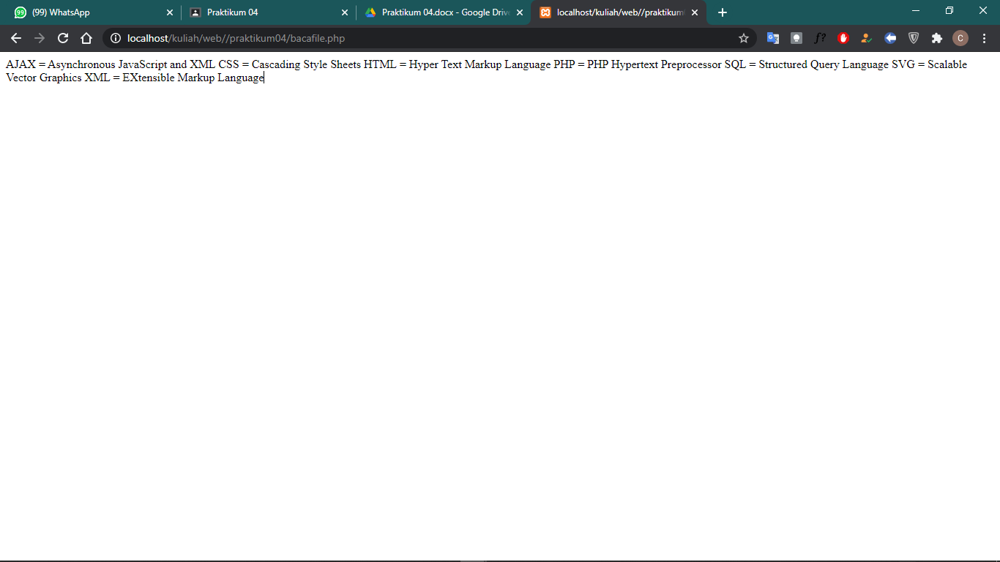 (99) WhatsApp
Praktikum 04
Praktikum 04.docx - Google Drive
localhost/kuliah/web//praktikum
localhost/kuliah/web//praktikum04/bacafile.php
f?
C
AJAX = Asynchronous JavaScript and XML CSS = Cascading Style Sheets HTML = Hyper Text Markup Language PHP = PHP Hypertext Preprocessor SQL = Structured Query Language SVG = Scalable
Vector Graphics XML = EXtensible Markup Language